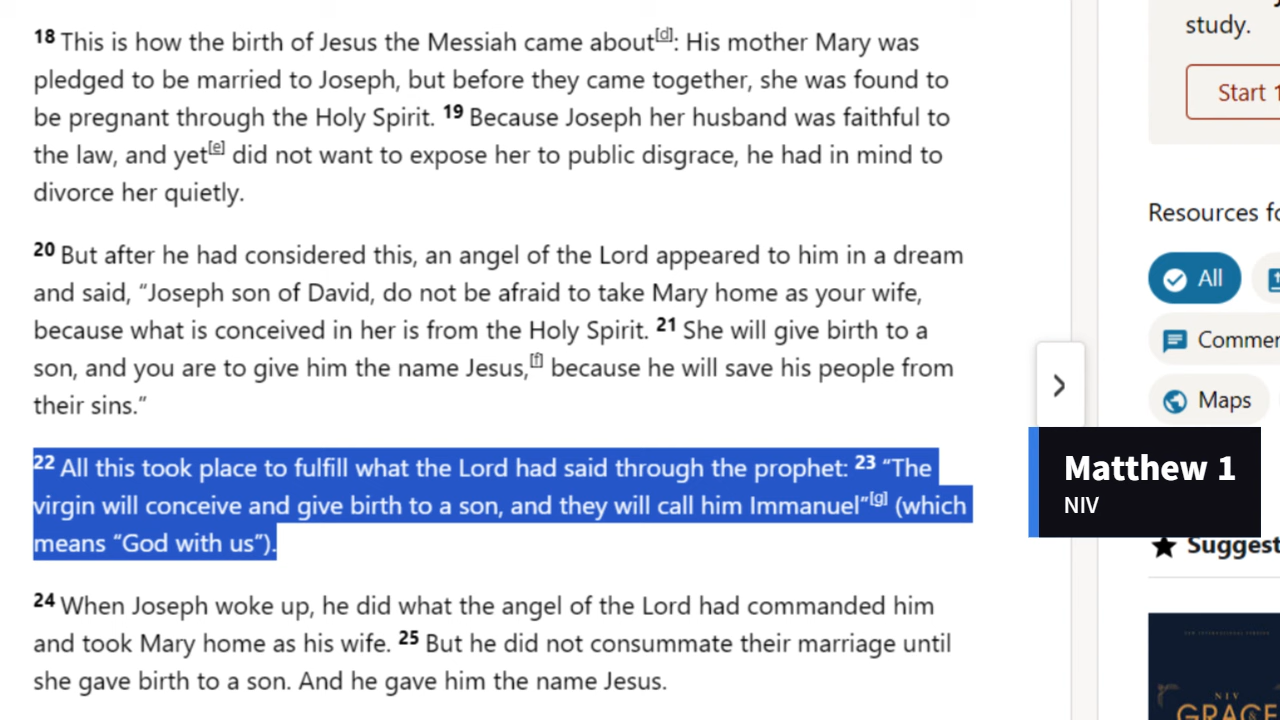 18 This is how the birth of Jesus the Messiah came about[d]: His mother Mary was
pledged to be married to Joseph, but before they came together, she was found to
be pregnant through the Holy Spirit. 19 Because Joseph her husband was faithful to
the law, and yet[e] did not want to expose her to public disgrace, he had in mind to
divorce her quietly.
20 But after he had considered this, an angel of the Lord appeared to him in a dream
and said, “Joseph son of David, do not be afraid to take Mary home as your wife,
because what is conceived in her is from the Holy Spirit. 21 She will give birth to a
son, and you are to give him the name Jesus,[f] because he will save his people from
their sins.”
22 All this took place to fulfill what the Lord had said through the prophet: 23 “The
virgin will conceive and give birth to a son, and they will call him Immanuel”[g] (which
means “God with us”).
24 When Joseph woke up, he did what the angel of the Lord had commanded him
and took Mary home as his wife. 25 But he did not consummate their marriage until
she gave birth to a son. And he gave him the name Jesus.
study.
Start 1
Resources fo
All
Commen
Maps
Matthew 1
NIV
Suggest
NIV
GRACE